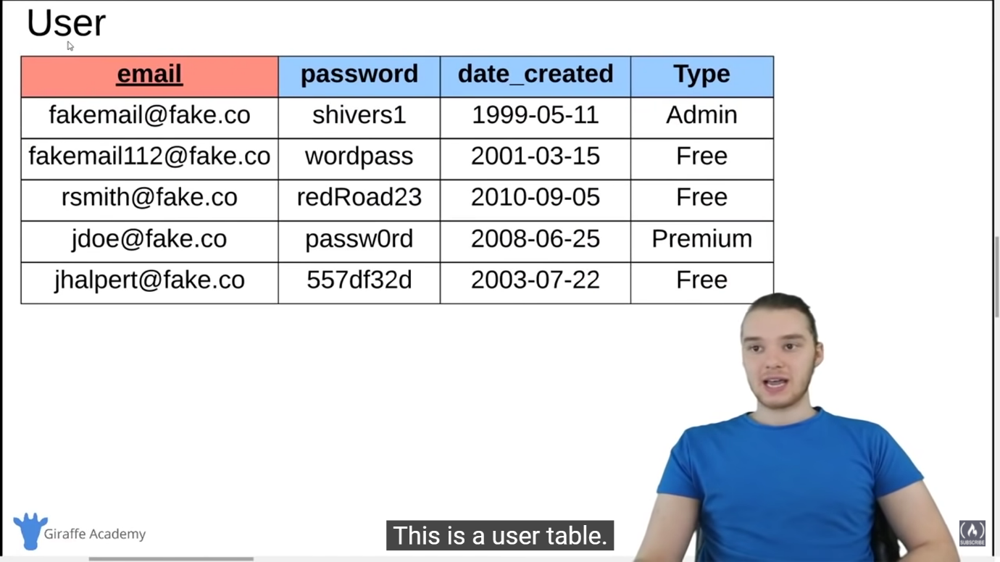 User
email password date_created Type
fakemail@fake.co shivers1 1999-05-11 Admin
fakemail112@fake.co wordpass 2001-03-15 Free
rsmith@fake.co redRoad23 2010-09-05 Free
jdoe@fake.co passw0rd 2008-06-25 Premium
jhalpert@fake.co 557df32d 2003-07-22 Free
Giraffe Academy
This is a user table.
SUBSCRIBE